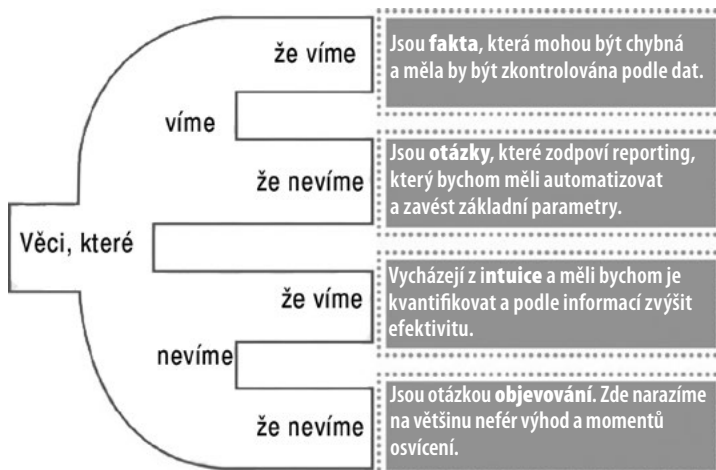 Věci, které
víme
že víme
Jsou fakta, která mohou být chybná
a měla by být zkontrolována podle dat.
že nevíme
Jsou otázky, které zodpoví reporting,
který bychom měli automatizovat
a zavést základní parametry.
nevíme
že víme
Vycházejí z intuice a měli bychom je
kvantifikovat a podle informací zvýšit
efektivitu.
že nevíme
Jsou otázkou objevování. Zde narazíme
na většinu nefér výhod a momentů
osvícení.